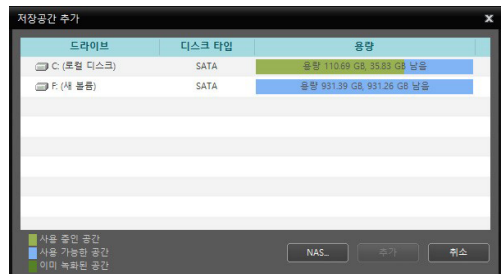 저장공간 추가
x
드라이브 디스크 타입 용량
C: (로컬 디스크) SATA 용량 110.69 GB, 35.83 GB 남음
F: (새 볼륨) SATA 용량 931.39 GB, 931.26 GB 남음
사용 중인 공간
사용 가능한 공간
이미 녹화된 공간
NAS... 추가 취소